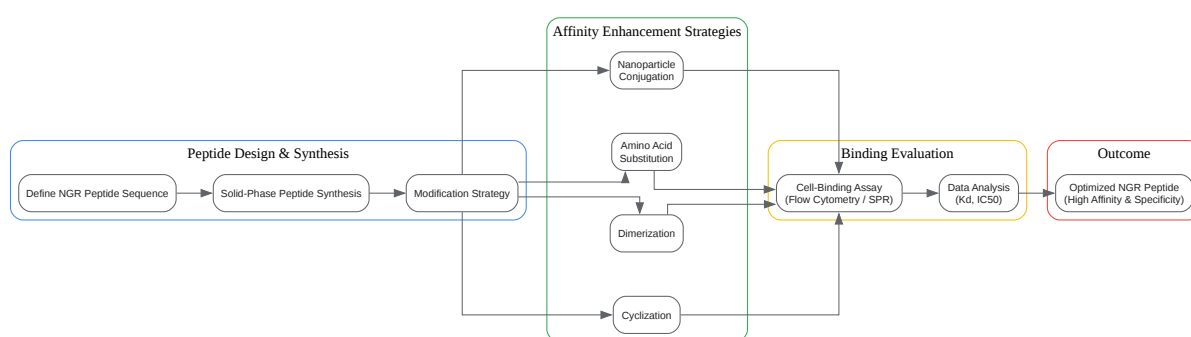 Affinity Enhancement Strategies
Nanoparticle
Conjugation
Amino Acid
Substitution
Dimerization
Cyclization
Peptide Design & Synthesis
Define NGR Peptide Sequence
Solid-Phase Peptide Synthesis
Modification Strategy
Binding Evaluation
Cell-Binding Assay
(Flow Cytometry / SPR)
Data Analysis
(Kd, IC50)
Outcome
Optimized NGR Peptide
(High Affinity & Specificity)